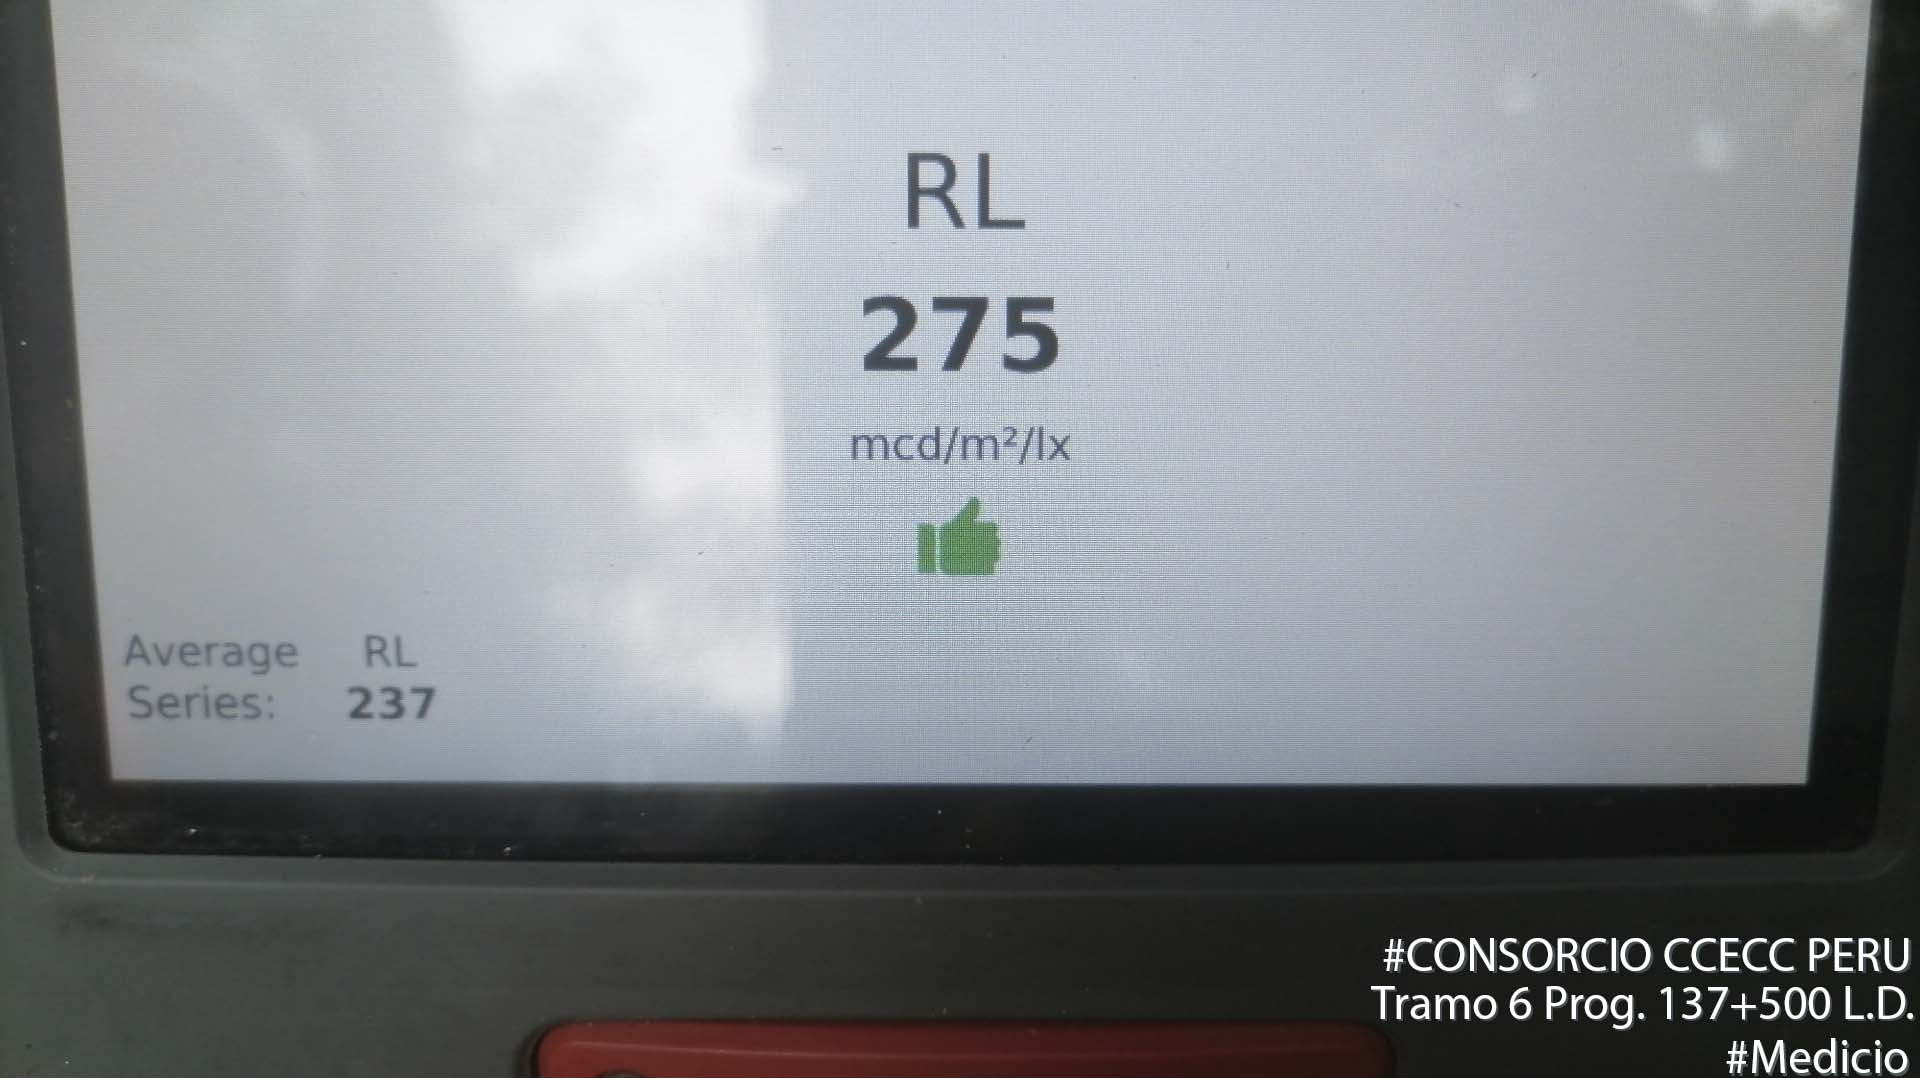 RL
275
mcd/m²/lx
Average RL
Series: 237
#CONSORCIO CCECC PERU
Tramo 6 Prog. 137+500 L.D.
#Medicio